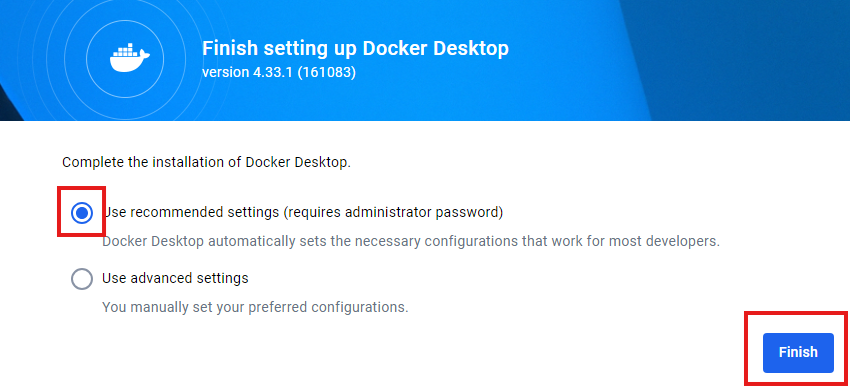 Finish setting up Docker Desktop
version 4.33.1 (161083)
Complete the installation of Docker Desktop.
Use recommended settings (requires administrator password)
Docker Desktop automatically sets the necessary configurations that work for most developers.
Use advanced settings
You manually set your preferred configurations.
Finish